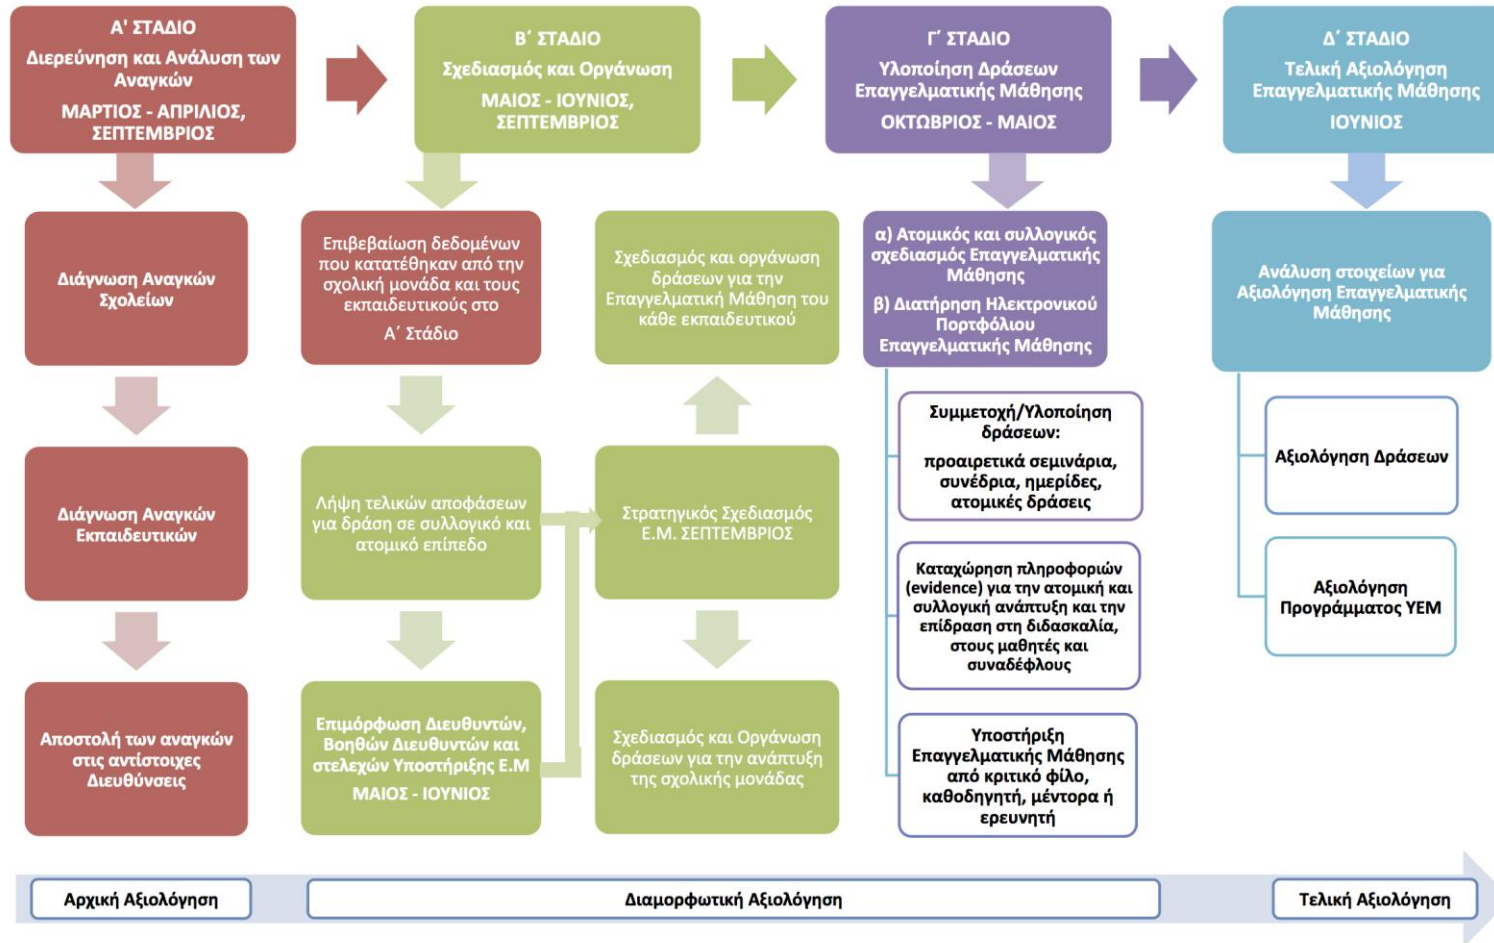 Α' ΣΤΑΔΙΟ
Διερεύνηση και Ανάλυση των
Αναγκών
ΜΑΡΤΙΟΣ - ΑΠΡΙΛΙΟΣ,
ΣΕΠΤΕΜΒΡΙΟΣ
Β΄ ΣΤΑΔΙΟ
Σχεδιασμός και Οργάνωση
ΜΑΙΟΣ - ΙΟΥΝΙΟΣ,
ΣΕΠΤΕΜΒΡΙΟΣ
Γ΄ ΣΤΑΔΙΟ
Υλοποίηση Δράσεων
Επαγγελματικής Μάθησης
ΟΚΤΩΒΡΙΟΣ - ΜΑΙΟΣ
Δ΄ ΣΤΑΔΙΟ
Τελική Αξιολόγηση
Επαγγελματικής Μάθησης
ΙΟΥΝΙΟΣ
Διάγνωση Αναγκών
Σχολείων
Διάγνωση Αναγκών
Εκπαιδευτικών
Αποστολή των αναγκών
στις αντίστοιχες
Διευθύνσεις
Επιβεβαίωση δεδομένων
που κατατέθηκαν από την
σχολική μονάδα και τους
εκπαιδευτικούς στο
Α΄ Στάδιο
Λήψη τελικών αποφάσεων
για δράση σε συλλογικό και
ατομικό επίπεδο
Επιμόρφωση Διευθυντών,
Βοηθών Διευθυντών και
στελεχών Υποστήριξης Ε.Μ
ΜΑΙΟΣ - ΙΟΥΝΙΟΣ
Σχεδιασμός και οργάνωση
δράσεων για την
Επαγγελματική Μάθηση του
κάθε εκπαιδευτικού
Στρατηγικός Σχεδιασμός
Ε.Μ. ΣΕΠΤΕΜΒΡΙΟΣ
Σχεδιασμός και Οργάνωση
δράσεων για την ανάπτυξη
της σχολικής μονάδας
α) Ατομικός και συλλογικός
σχεδιασμός Επαγγελματικής
Μάθησης
β) Διατήρηση Ηλεκτρονικού
Πορτφόλιου
Επαγγελματικής Μάθησης
Συμμετοχή/Υλοποίηση
δράσεων:
προαιρετικά σεμινάρια,
συνέδρια, ημερίδες,
ατομικές δράσεις
Καταχώρηση πληροφοριών
(evidence) για την ατομική και
συλλογική ανάπτυξη και την
επίδραση στη διδασκαλία,
στους μαθητές και
συναδέφλους
Υποστήριξη
Επαγγελματικής Μάθησης
από κριτικό φίλο,
καθοδηγητή, μέντορα ή
ερευνητή
Ανάλυση στοιχείων για
Αξιολόγηση Επαγγελματικής
Μάθησης
Αξιολόγηση Δράσεων
Αξιολόγηση
Προγράμματος ΥΕΜ
Αρχική Αξιολόγηση
Διαμορφωτική Αξιολόγηση
Τελική Αξιολόγηση